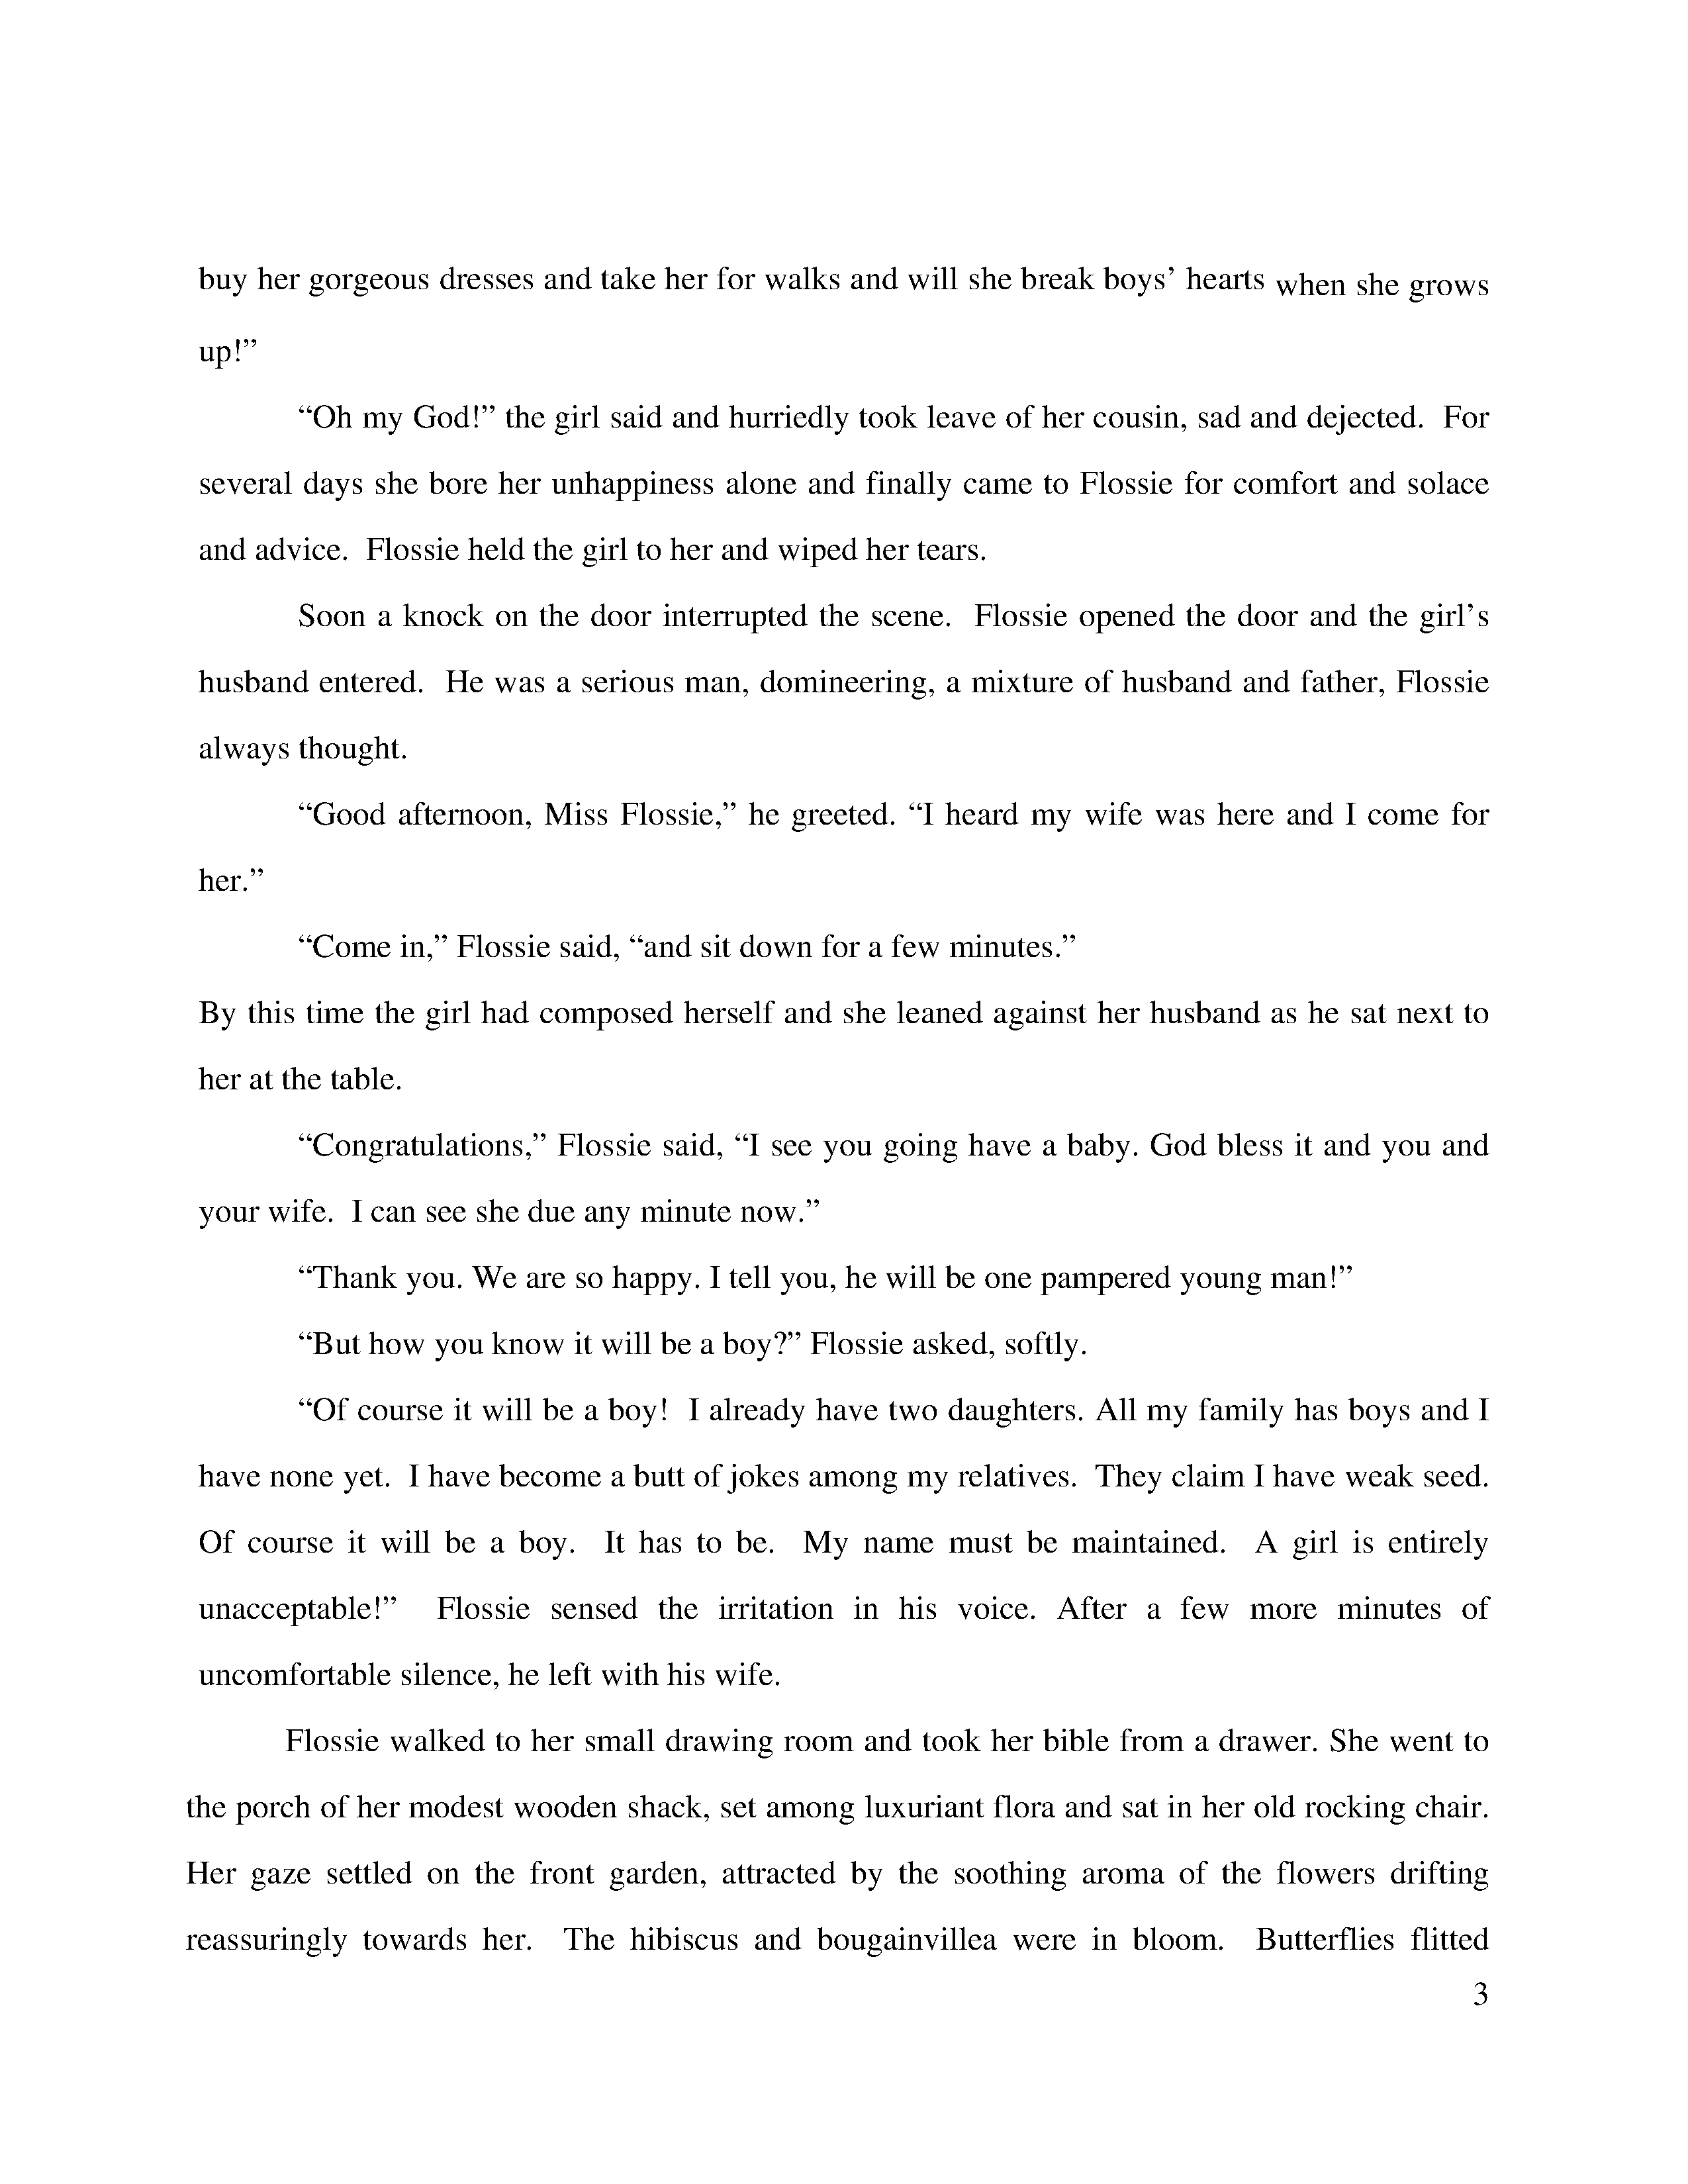 buy her gorgeous dresses and take her for walks and will she break boys’ hearts when she grows
up!”
“Oh my God!” the girl said and hurriedly took leave of her cousin, sad and dejected.  For
several days she bore her unhappiness alone and finally came to Flossie for comfort and solace
and advice.  Flossie held the girl to her and wiped her tears.
Soon a knock on the door interrupted the scene.  Flossie opened the door and the girl’s
husband entered.  He was a serious man, domineering, a mixture of husband and father, Flossie
always thought.
“Good afternoon, Miss Flossie,” he greeted. “I heard my wife was here and I come for
her.”
“Come in,” Flossie said, “and sit down for a few minutes.”
By this time the girl had composed herself and she leaned against her husband as he sat next to
her at the table.
“Congratulations,” Flossie said, “I see you going have a baby. God bless it and you and
your wife.  I can see she due any minute now.”
“Thank you. We are so happy. I tell you, he will be one pampered young man!”
“But how you know it will be a boy?” Flossie asked, softly.
“Of course it will be a boy!  I already have two daughters. All my family has boys and I
have none yet.  I have become a butt of jokes among my relatives.  They claim I have weak seed.
Of course it will be a boy.  It has to be.  My name must be maintained.  A girl is entirely
unacceptable!”  Flossie sensed the irritation in his voice. After a few more minutes of
uncomfortable silence, he left with his wife.
Flossie walked to her small drawing room and took her bible from a drawer. She went to
the porch of her modest wooden shack, set among luxuriant flora and sat in her old rocking chair.
Her gaze settled on the front garden, attracted by the soothing aroma of the flowers drifting
reassuringly towards her.  The hibiscus and bougainvillea were in bloom.  Butterflies flitted
3